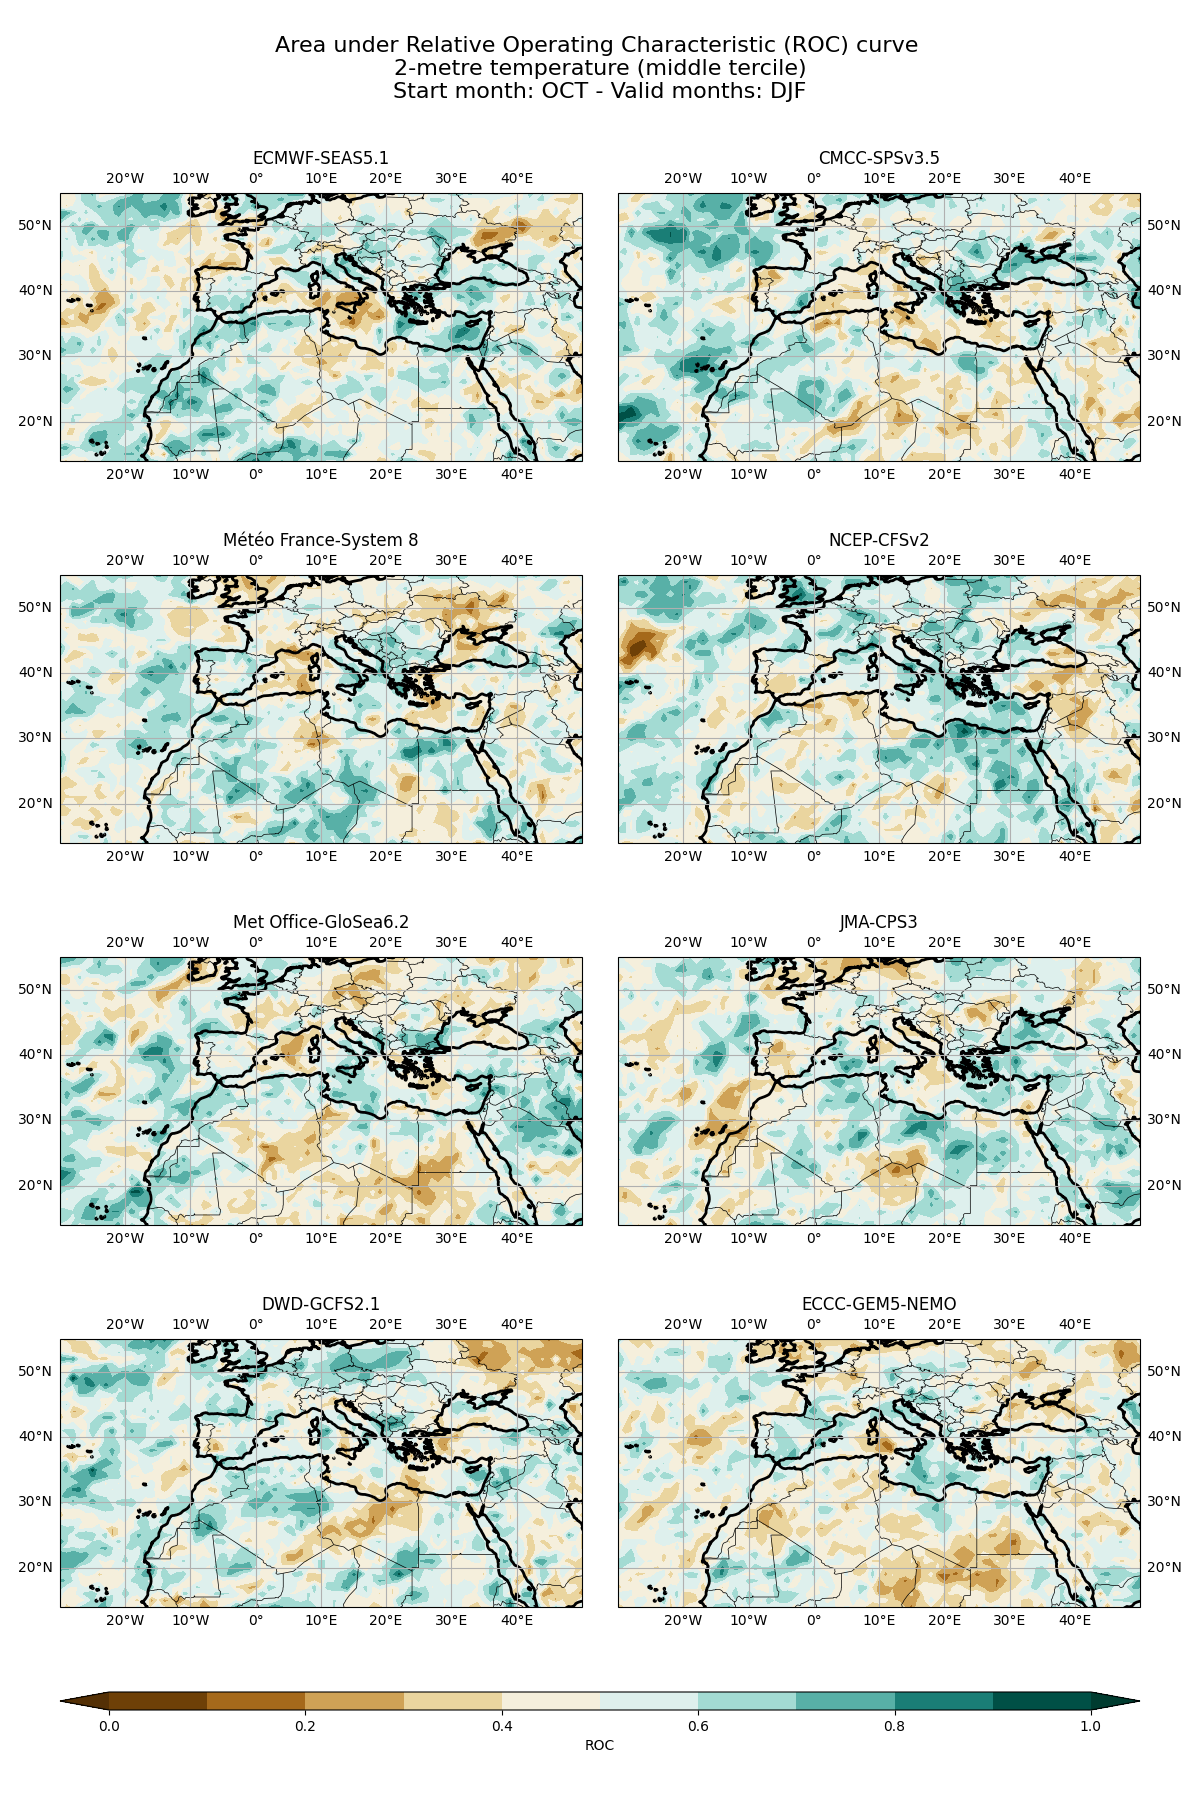 Area under Relative Operating Characteristic (ROC) curve
2-metre temperature (middle tercile)
Start month: OCT - Valid months: DJF
ECMWF-SEAS5.1 CMCC-SPSv3.5
20°W 10°W 0° 10°E 20°E 30°E 40°E 20°W 10°W 0° 10°E 20°E 30°E 40°E
50°N 50°N
40°N 40°N
30°N 30°N
20°N 20°N
20°W 10°W 0° 10°E 20°E 30°E 40°E 20°W 10°W 0° 10°E 20°E 30°E 40°E
Météo France-System 8 NCEP-CFSv2
20°W 10°W 0° 10°E 20°E 30°E 40°E 20°W 10°W 0° 10°E 20°E 30°E 40°E
50°N 50°N
40°N 40°N
30°N 30°N
20°N 20°N
20°W 10°W 0° 10°E 20°E 30°E 40°E 20°W 10°W 0° 10°E 20°E 30°E 40°E
Met Office-GloSea6.2 JMA-CPS3
20°W 10°W 0° 10°E 20°E 30°E 40°E 20°W 10°W 0° 10°E 20°E 30°E 40°E
50°N 50°N
40°N 40°N
30°N 30°N
20°N 20°N
20°W 10°W 0° 10°E 20°E 30°E 40°E 20°W 10°W 0° 10°E 20°E 30°E 40°E
DWD-GCFS2.1 ECCC-GEM5-NEMO
20°W 10°W 0° 10°E 20°E 30°E 40°E 20°W 10°W 0° 10°E 20°E 30°E 40°E
50°N 50°N
40°N 40°N
30°N 30°N
20°N 20°N
20°W 10°W 0° 10°E 20°E 30°E 40°E 20°W 10°W 0° 10°E 20°E 30°E 40°E
0.0 0.2 0.4 0.6 0.8 1.0
ROC